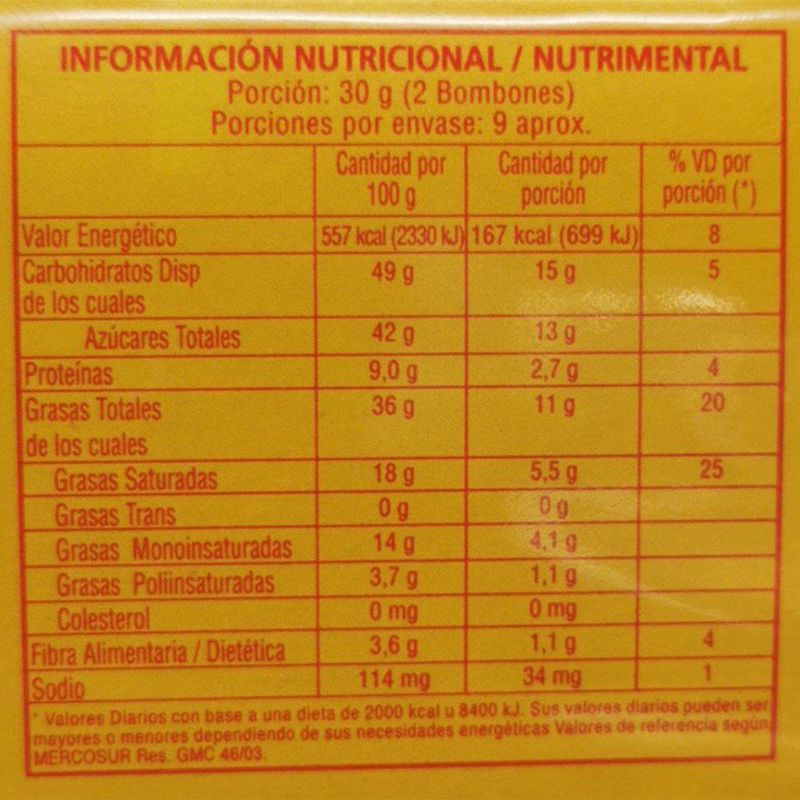 INFORMACIÓN NUTRICIONAL / NUTRIMENTAL
Porción: 30 g (2 Bombones)
Porciones por envase: 9 aprox.
Cantidad por 100 g Cantidad por porción % VD por porción (*)
Valor Energético 557 kcal (2330 kJ) 167 kcal (699 kJ) 8
Carbohidratos Disp 49 g 15 g 5
de los cuales
Azúcares Totales 42 g 13 g
Proteínas 9,0 g 2,7 g 4
Grasas Totales 36 g 11 g 20
de los cuales
Grasas Saturadas 18 g 5,5 g 25
Grasas Trans 0 g 0 g
Grasas Monoinsaturadas 14 g 4,1 g
Grasas Poliinsaturadas 3,7 g 1,1 g
Colesterol 0 mg 0 mg
Fibra Alimentaria / Dietética 3,6 g 1,1 g 4
Sodio 114 mg 34 mg 1
* Valores Diarios con base a una dieta de 2000 kcal u 8400 kJ. Sus valores diarios pueden ser
mayores o menores dependiendo de sus necesidades energéticas Valores de referencia según
MERCOSUR Res. GMC 46/03.